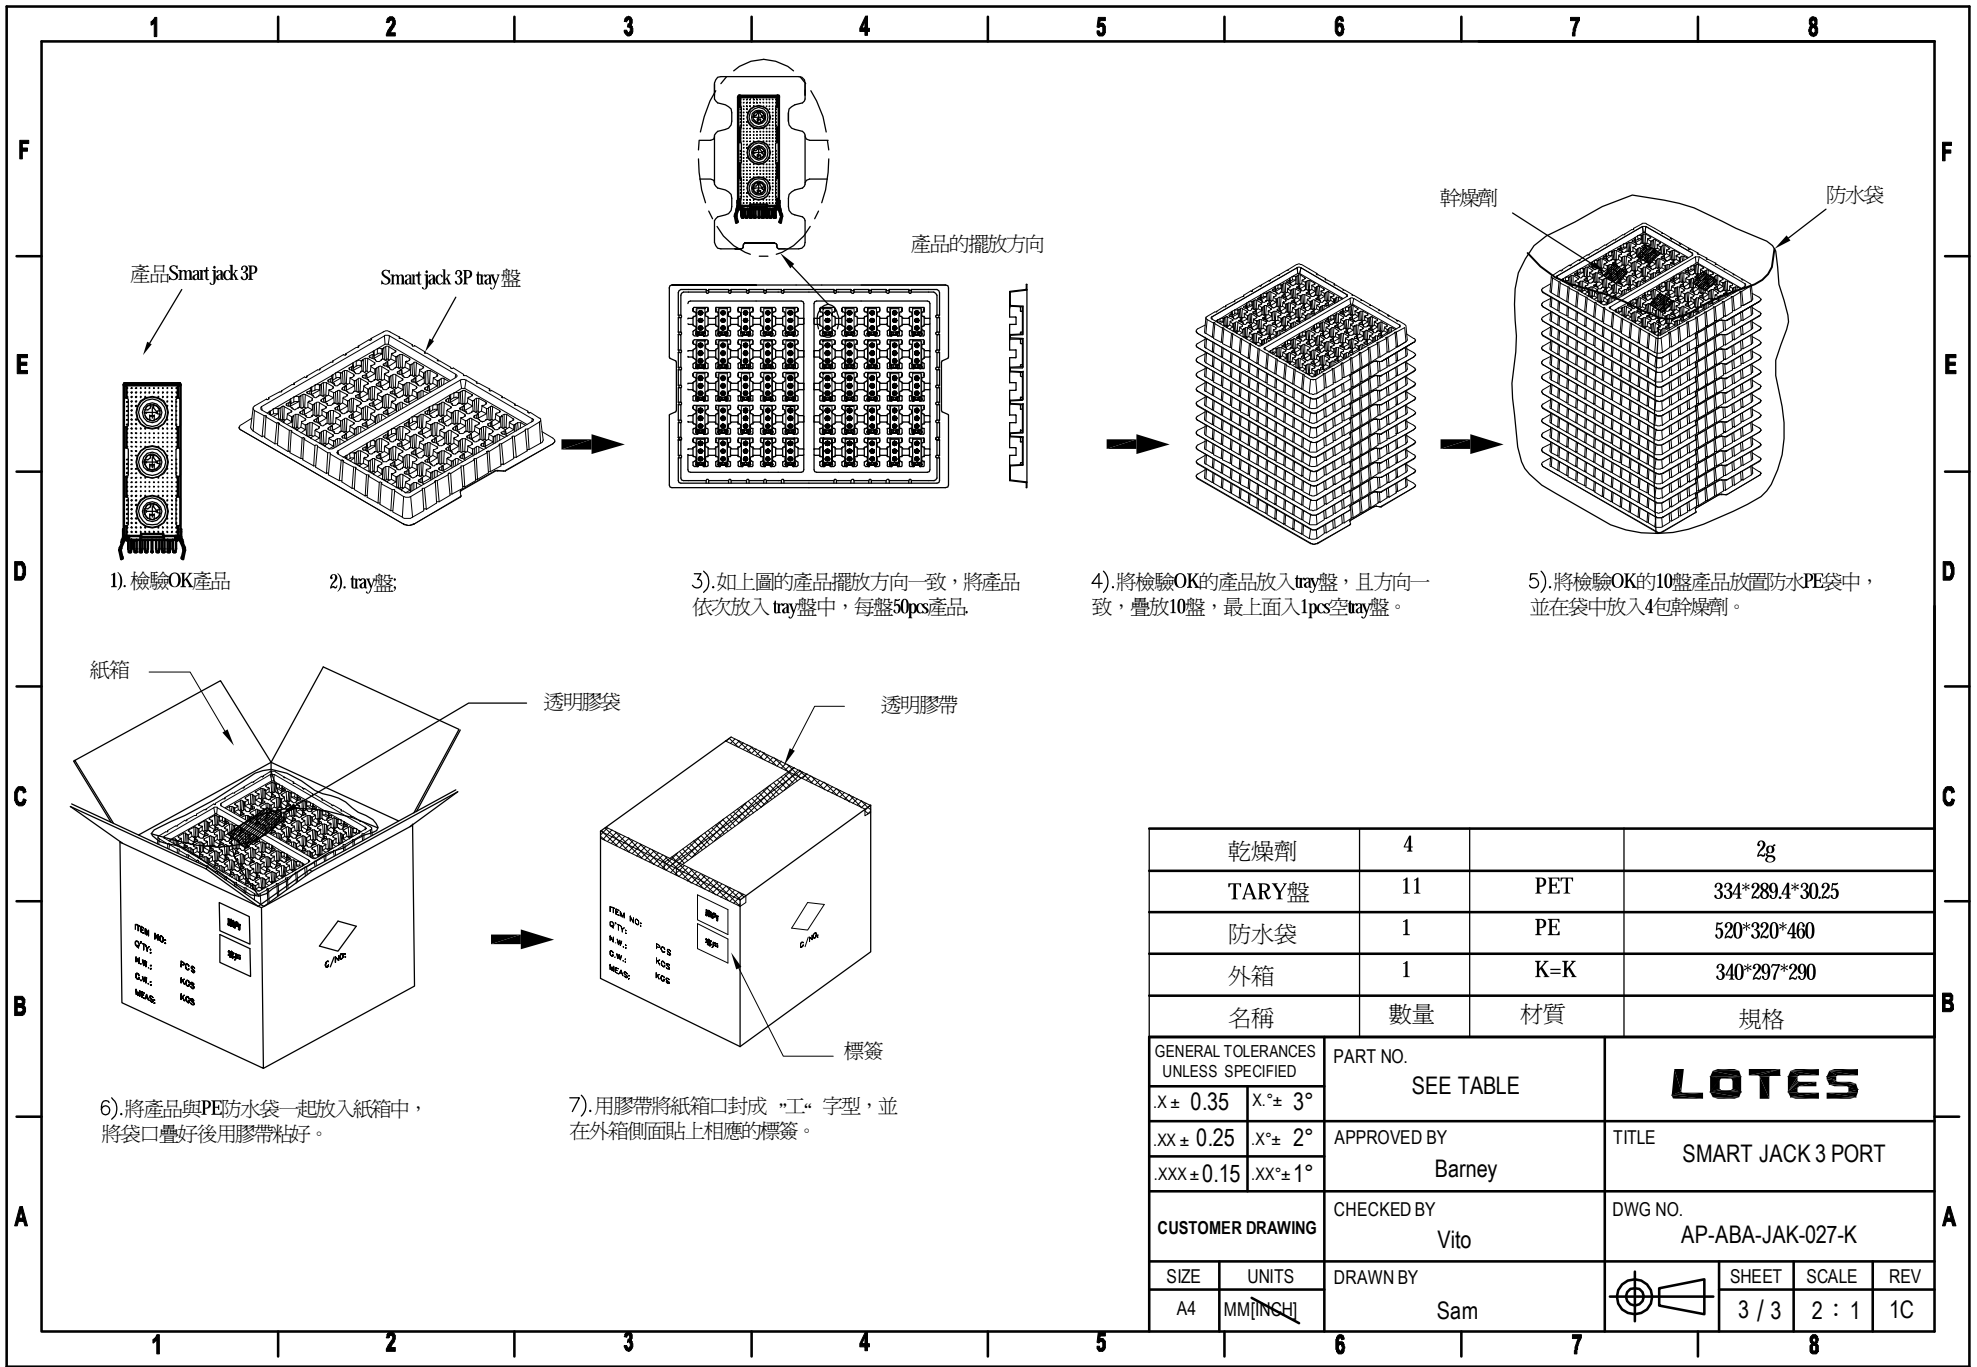 1 2 3 4 5 6 7 8
F
E
D
C
B
A
F
E
D
C
B
A
產品Smart jack 3P
Smart jack 3P tray盤
產品的擺放方向
幹燥劑
防水袋
1). 檢驗OK產品
2). tray盤;
3).如上圖的產品擺放方向一致，將產品
依次放入 tray盤中，每盤50pcs產品.
4).將檢驗OK的產品放入tray盤，且方向一
致，疊放10盤，最上面入1pcs空tray盤。
5).將檢驗OK的10盤產品放置防水PE袋中，
並在袋中放入4包幹燥劑。
紙箱
透明膠袋
透明膠帶
ITEM NO:
Q'TY: PCS
N.W.: KGS
G.W.: KGS
MEAS:
C/NO:
ITEM NO:
Q'TY: PCS
N.W.: KGS
G.W.: KGS
MEAS:
C/NO:
標簽
6).將產品與PE防水袋一起放入紙箱中，
將袋口疊好後用膠帶粘好。
7).用膠帶將紙箱口封成 ”工“ 字型，並
在外箱側面貼上相應的標簽。
乾燥劑 4 2g
TARY盤 11 PET 334*289.4*30.25
防水袋 1 PE 520*320*460
外箱 1 K=K 340*297*290
名稱 數量 材質 規格
GENERAL TOLERANCES
UNLESS SPECIFIED
.X± 0.35 X.°± 3°
.XX± 0.25 .X°± 2°
.XXX±0.15 .XX°±1°
CUSTOMER DRAWING
SIZE UNITS
A4 MM[INCH]
PART NO.
SEE TABLE
APPROVED BY
Barney
CHECKED BY
Vito
DRAWN BY
Sam
LOTES
TITLE
SMART JACK 3 PORT
DWG NO.
AP-ABA-JAK-027-K
SHEET SCALE REV
3 / 3 2 : 1 1C
1 2 3 4 5 6 7 8